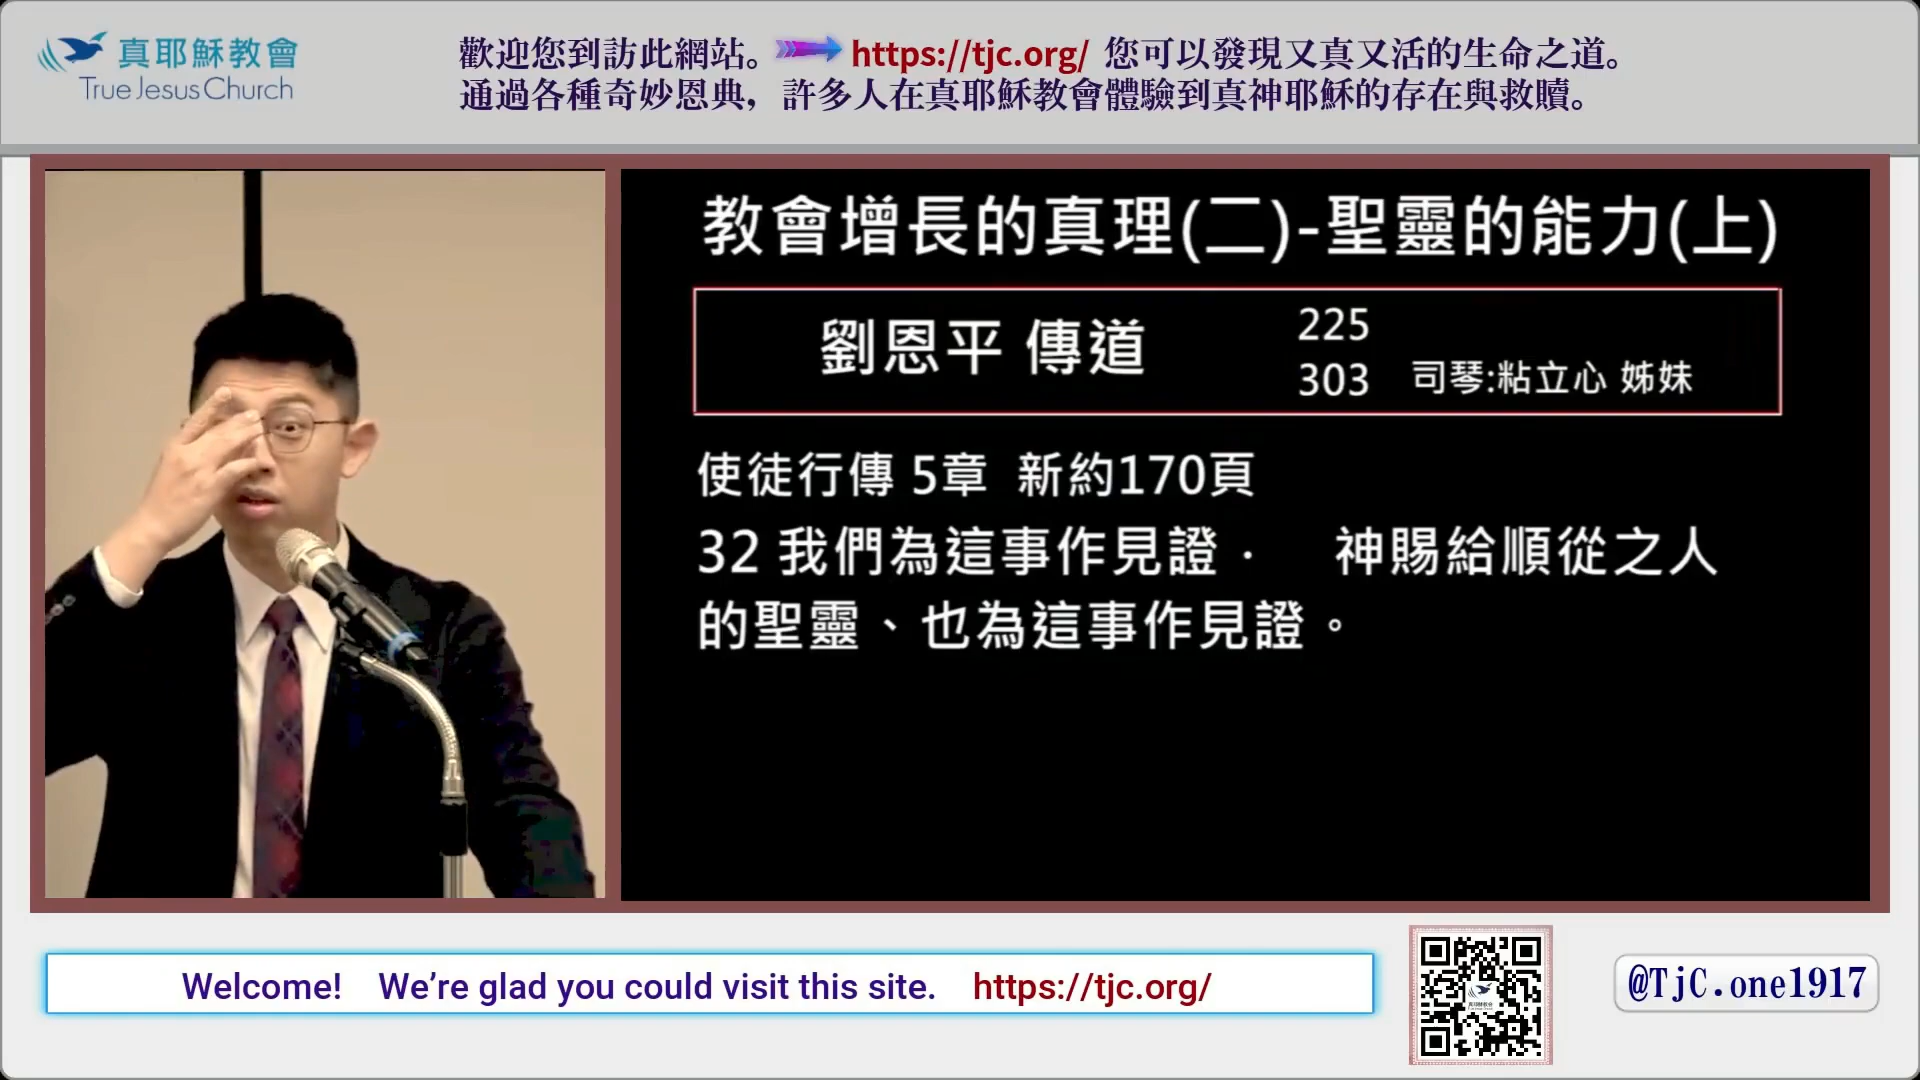 真耶穌教會
True Jesus Church
歡迎您到訪此網站。 https://tjc.org/ 您可以發現又真又活的生命之道。
通過各種奇妙恩典，許多人在真耶穌教會體驗到真神耶穌的存在與救贖。
教會增長的真理(二)-聖靈的能力(上)
劉恩平 傳道
225
303 司琴:粘立心 姊妹
使徒行傳 5章 新約170頁
32 我們為這事作見證． 神賜給順從之人
的聖靈、也為這事作見證。
Welcome! We’re glad you could visit this site. https://tjc.org/
@TjC.one1917